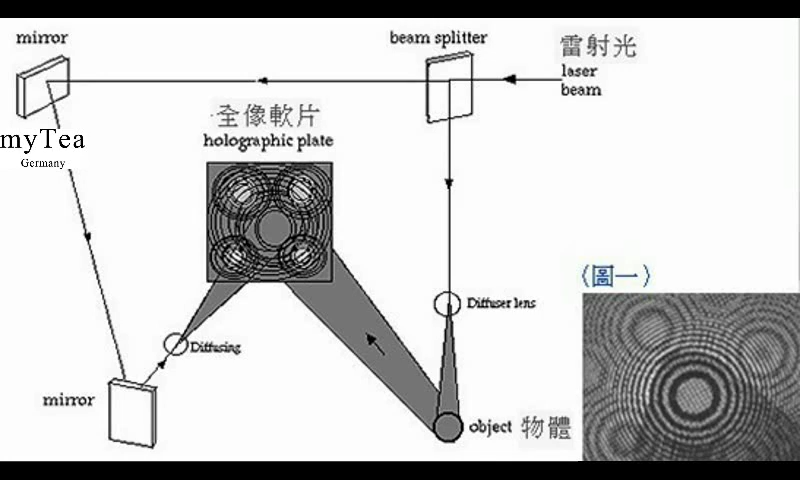 mirror
beam splitter
雷射光
laser
beam
全像軟片
holographic plate
myTea
Germany
(圖一)
Diffuser lens
Diffusing
mirror
object 物體